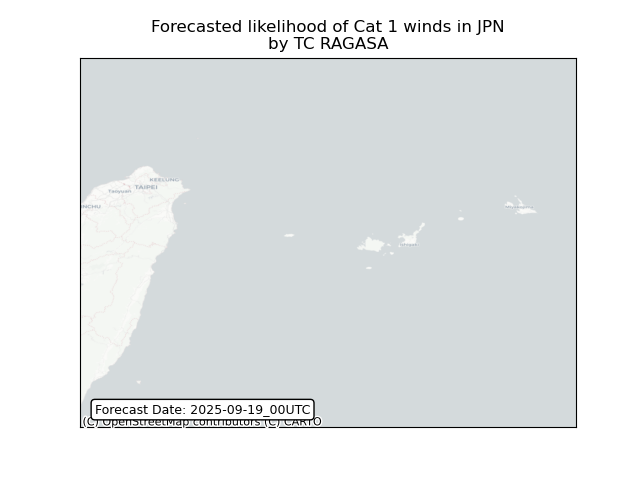 Forecasted likelihood of Cat 1 winds in JPN
by TC RAGASA
KEELUNG
TAIPEI
Taoyuan
Forecast Date: 2025-09-19_00UTC
(C) OpenStreetMap contributors (C) CARTO